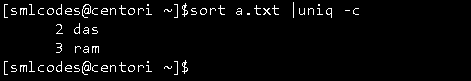 [smlcodes@centori ~]$sort a.txt |uniq -c
      2 das
      3 ram
[smlcodes@centori ~]$